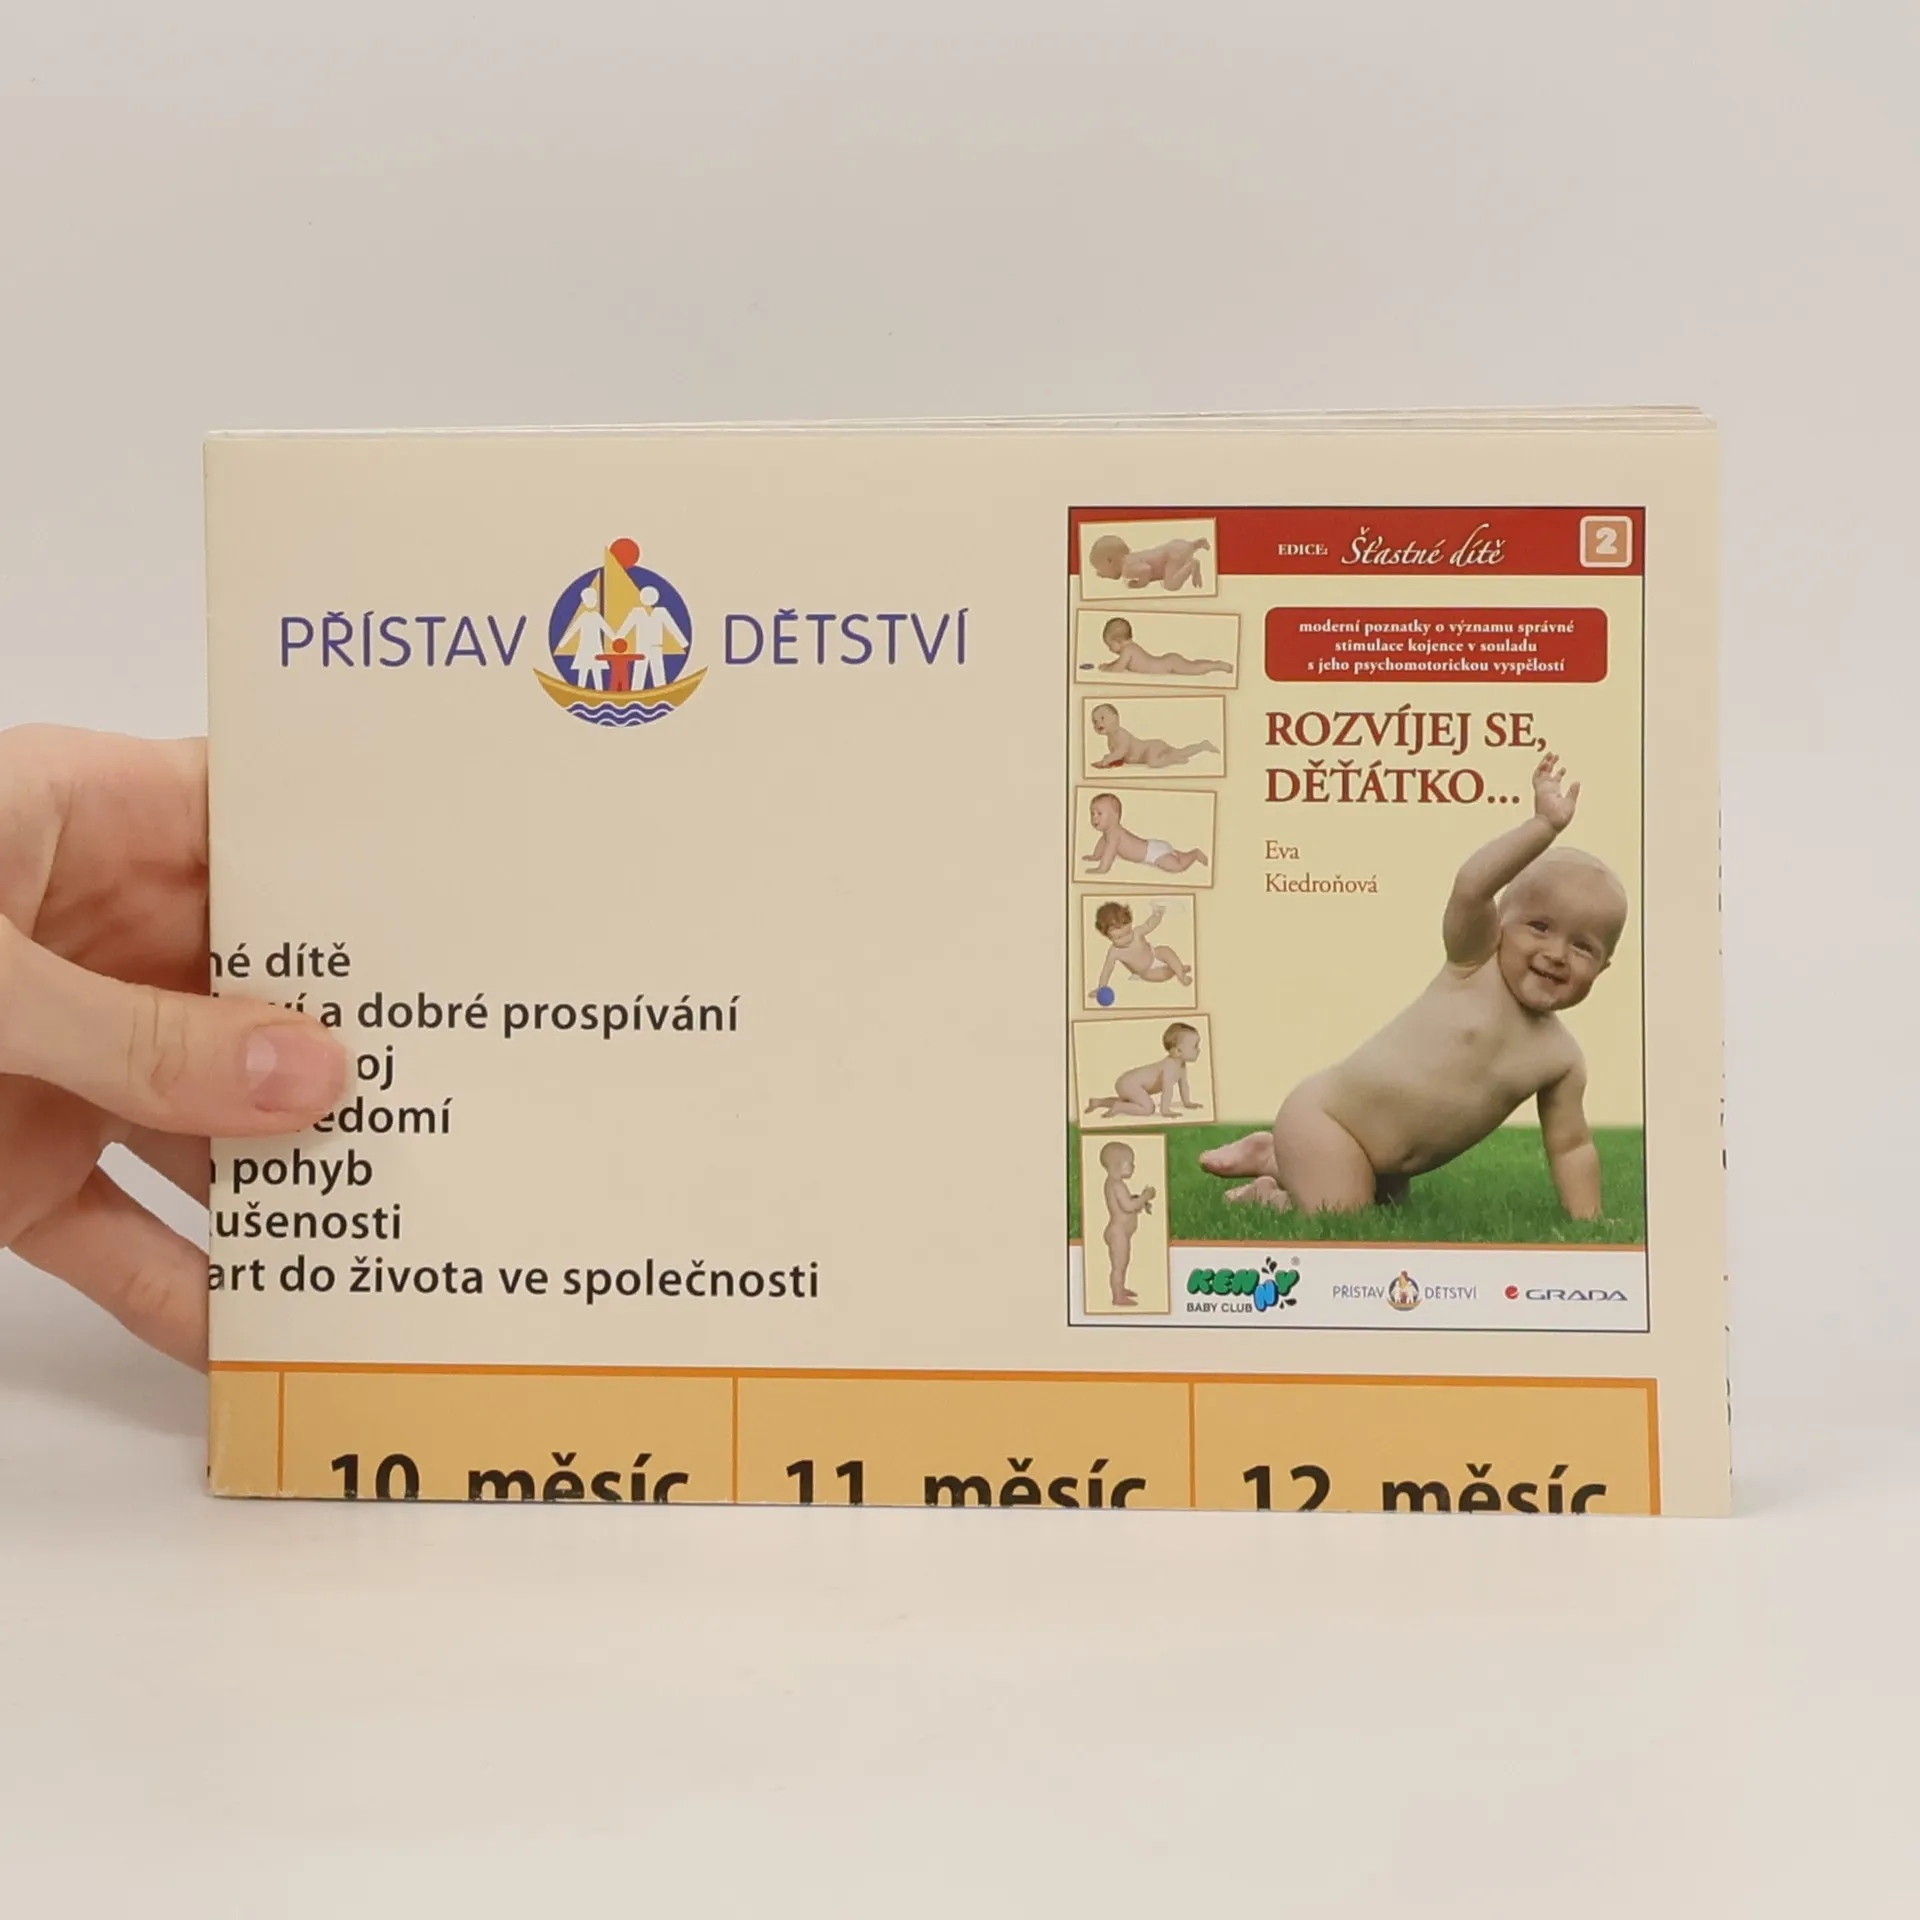 PŘÍSTAV DĚTSTVÍ
né dítě
ví a dobré prospívání
oj
edomí
pohyb
kušenosti
art do života ve společnosti
EDICE: Šťastné dítě 2
moderní poznatky o významu správné
stimulace kojence v souladu
s jeho psychomotorickou vyspělostí
ROZVÍJEJ SE,
DĚŤÁTKO...
Eva
Kiedroňová
KENNY
BABY CLUB
PŘÍSTAV DĚTSTVÍ
GRADA
10. měsíc
11. měsíc
12. měsíc